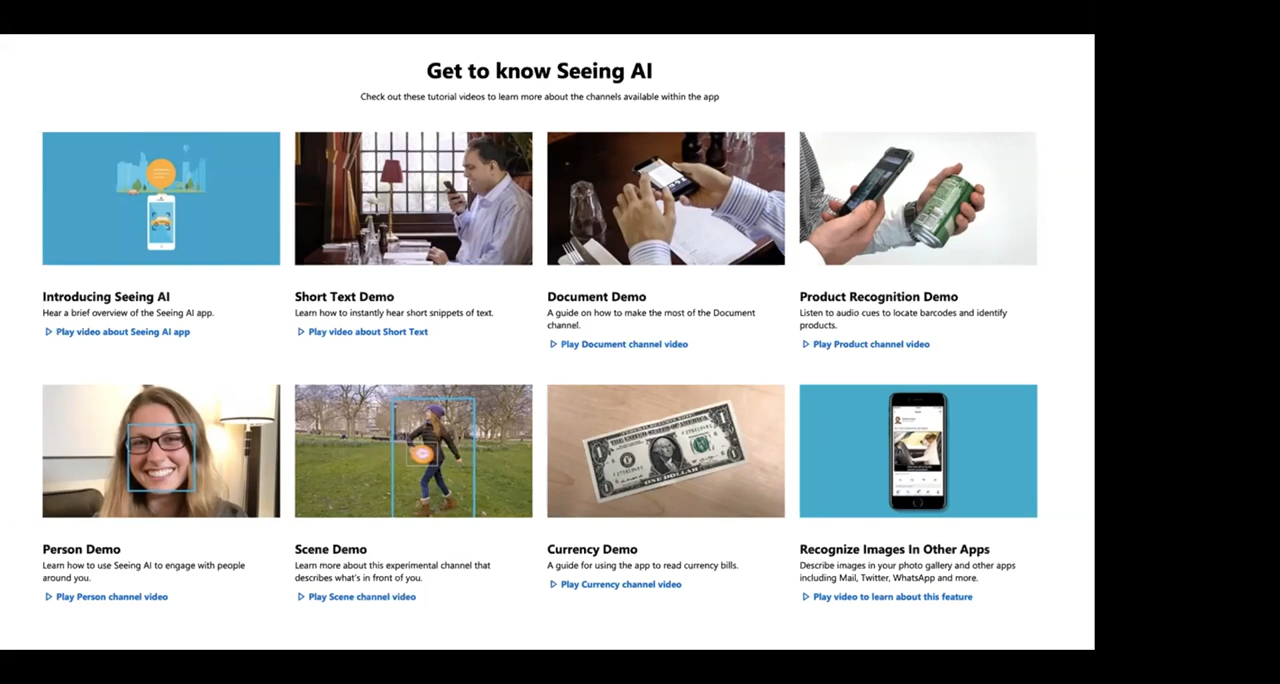 Get to know Seeing AI
Check out these tutorial videos to learn more about the channels available within the app
Introducing Seeing AI
Hear a brief overview of the Seeing AI app.
Play video about Seeing AI app
Short Text Demo
Learn how to instantly hear short snippets of text.
Play video about Short Text
Document Demo
A guide on how to make the most of the Document
channel.
Play Document channel video
Product Recognition Demo
Listen to audio cues to locate barcodes and identify
products.
Play Product channel video
THE UNITED STATES OF AMERICA
ONE DOLLAR
Person Demo
Learn how to use Seeing AI to engage with people
around you.
Play Person channel video
Scene Demo
Learn more about this experimental channel that
describes what's in front of you.
Play Scene channel video
Currency Demo
A guide for using the app to read currency bills.
Play Currency channel video
Recognize Images In Other Apps
Describe images in your photo gallery and other apps
including Mail, Twitter, WhatsApp and more.
Play video to learn about this feature